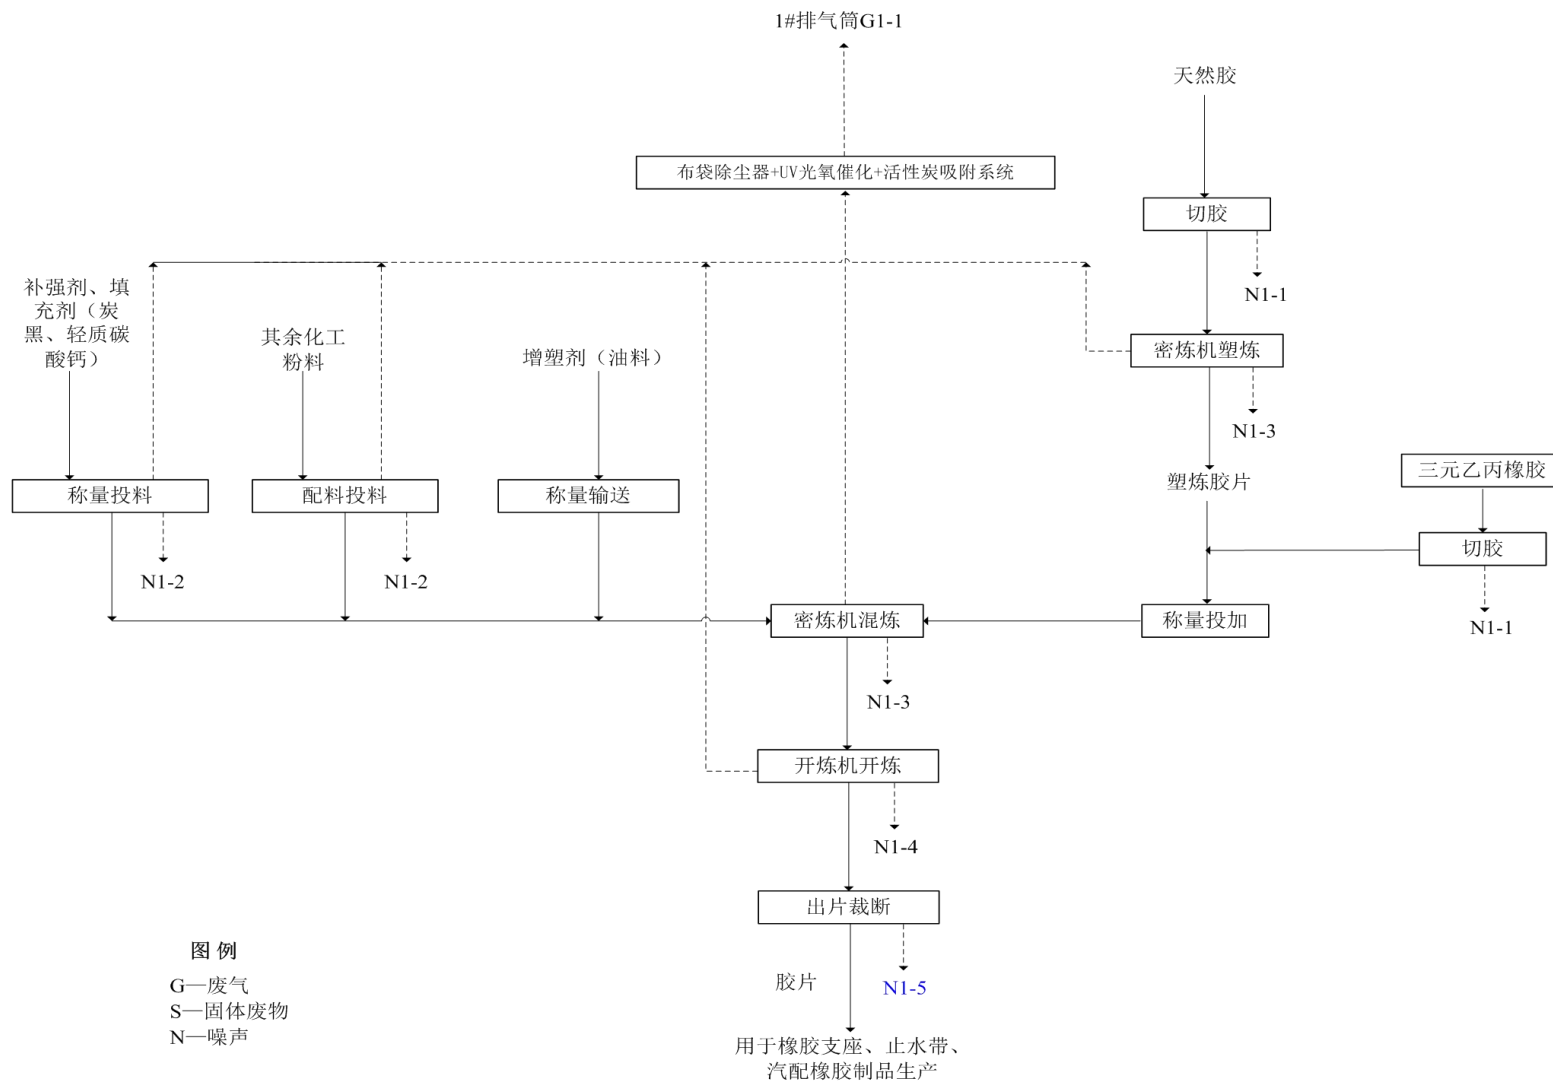 1#排气筒G1-1
天然胶
布袋除尘器+UV光氧催化+活性炭吸附系统
切胶
N1-1
补强剂、填
充剂（炭
黑、轻质碳
酸钙）
其余化工
粉料
增塑剂（油料）
密炼机塑炼
N1-3
塑炼胶片
三元乙丙橡胶
称量投料
配料投料
称量输送
切胶
N1-2
N1-2
密炼机混炼
称量投加
N1-1
N1-3
开炼机开炼
N1-4
出片裁断
胶片
N1-5
用于橡胶支座、止水带、
汽配橡胶制品生产
图 例
G—废气
S—固体废物
N—噪声